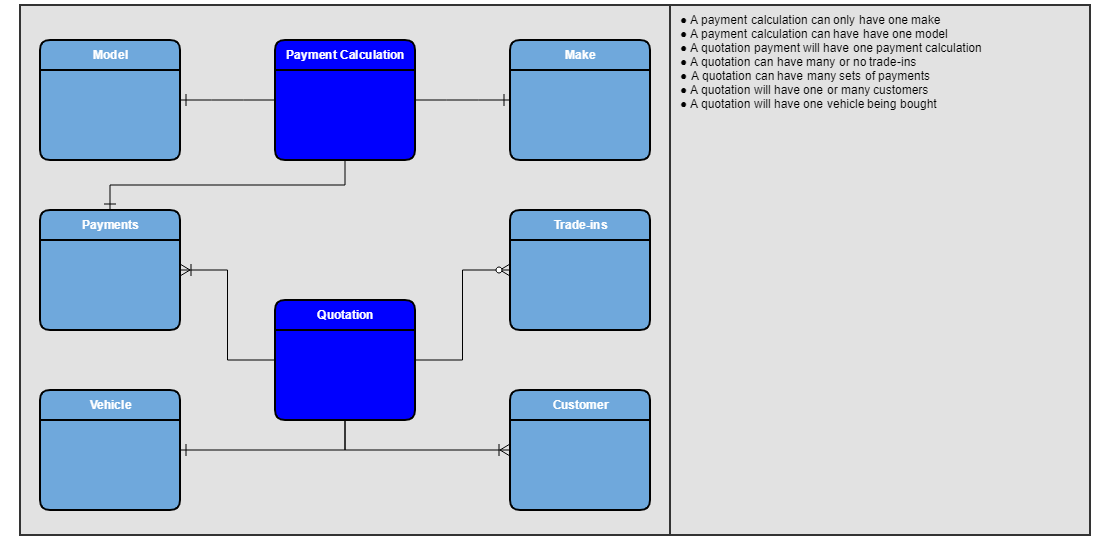 Model
Payment Calculation
Make
Payments
Trade-ins
Quotation
Vehicle
Customer
● A payment calculation can only have one make
● A payment calculation can have have one model
● A quotation payment will have one payment calculation
● A quotation can have many or no trade-ins
● A quotation can have many sets of payments
● A quotation will have one or many customers
● A quotation will have one vehicle being bought